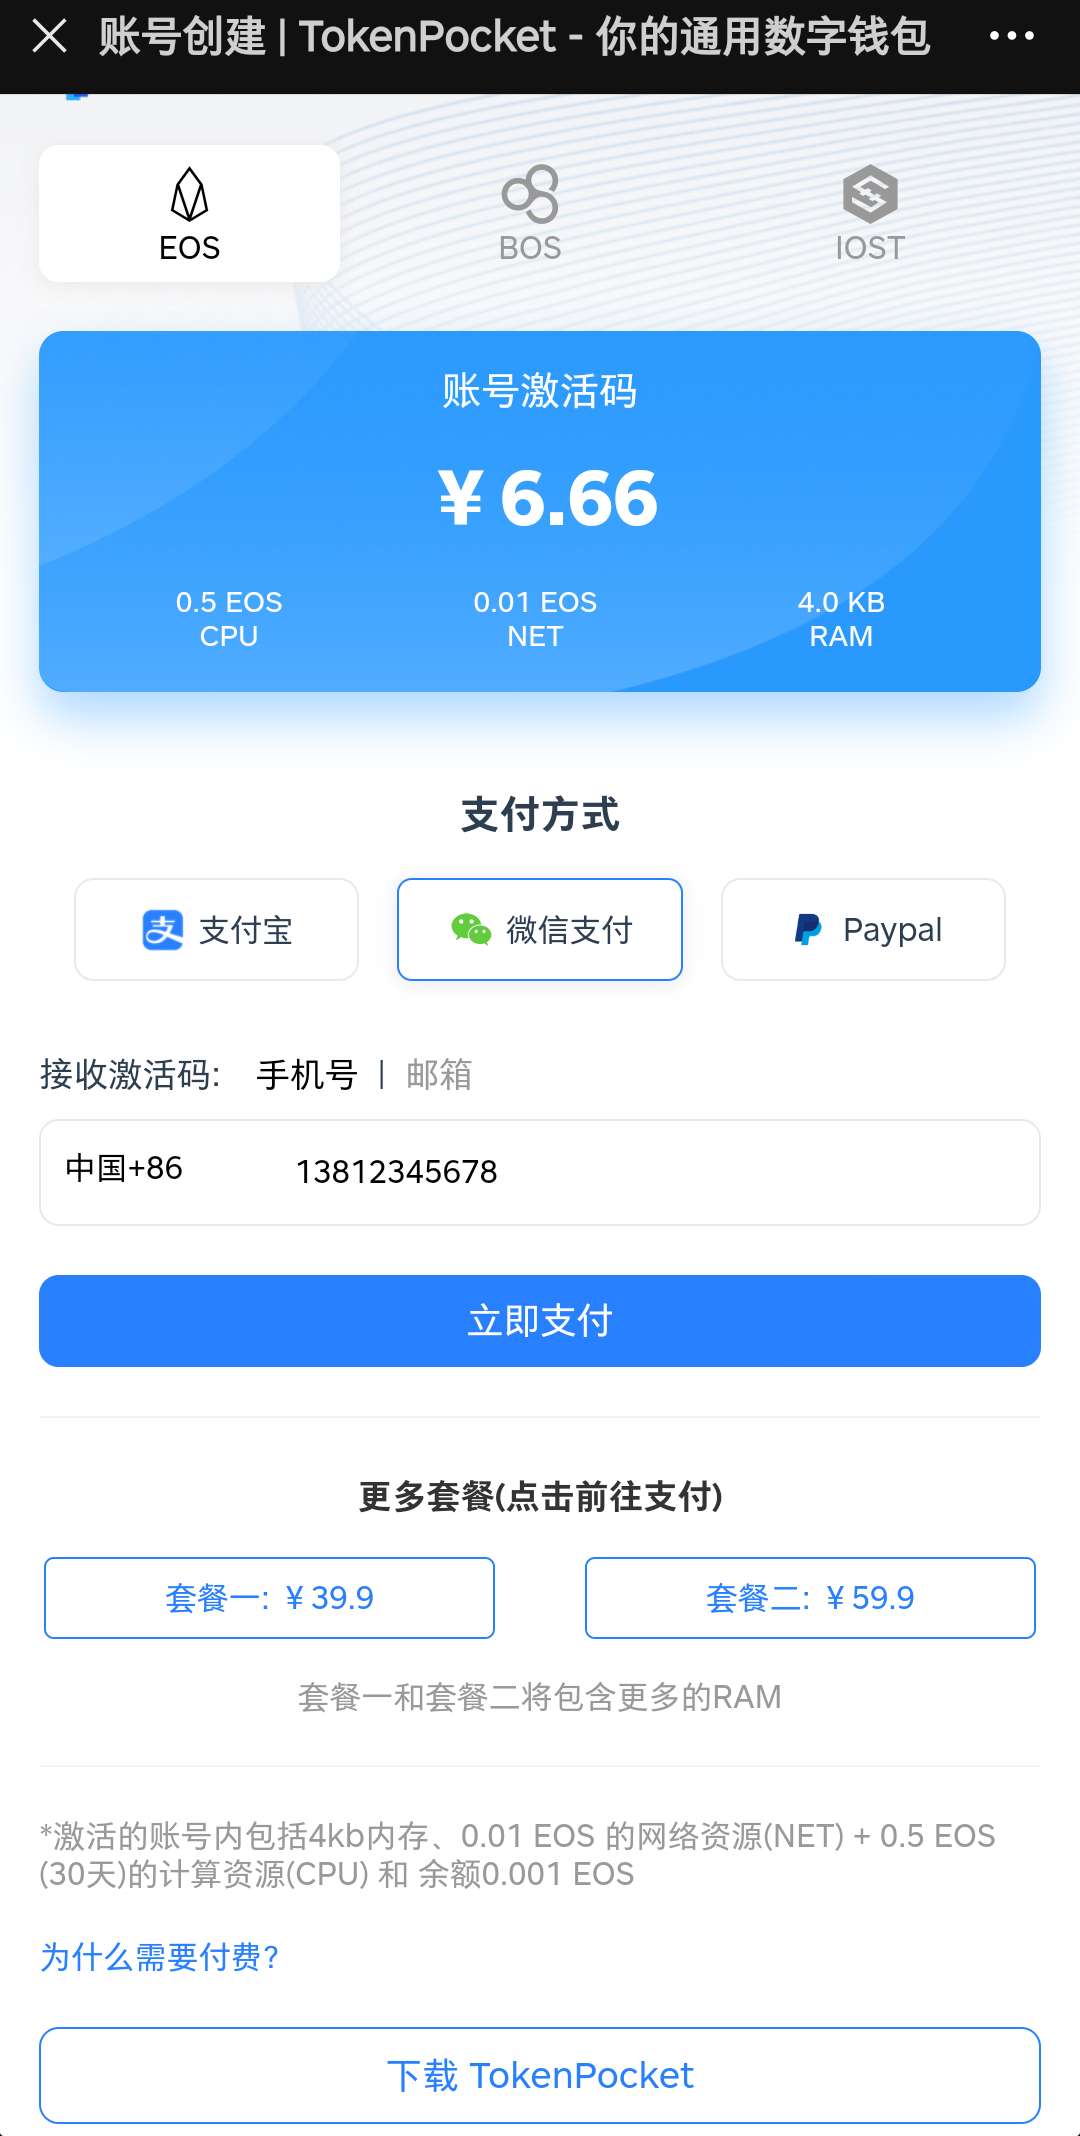 账号创建 | TokenPocket - 你的通用数字钱包
EOS
BOS
IOST
账号激活码
¥ 6.66
0.5 EOS
CPU
0.01 EOS
NET
4.0 KB
RAM
支付方式
支付宝
微信支付
Paypal
接收激活码: 手机号 | 邮箱
中国+86 13812345678
立即支付
更多套餐(点击前往支付)
套餐一: ¥ 39.9
套餐二: ¥ 59.9
套餐一和套餐二将包含更多的RAM
*激活的账号内包括4kb内存、0.01 EOS 的网络资源(NET) + 0.5 EOS
(30天)的计算资源(CPU) 和 余额0.001 EOS
为什么需要付费?
下载 TokenPocket